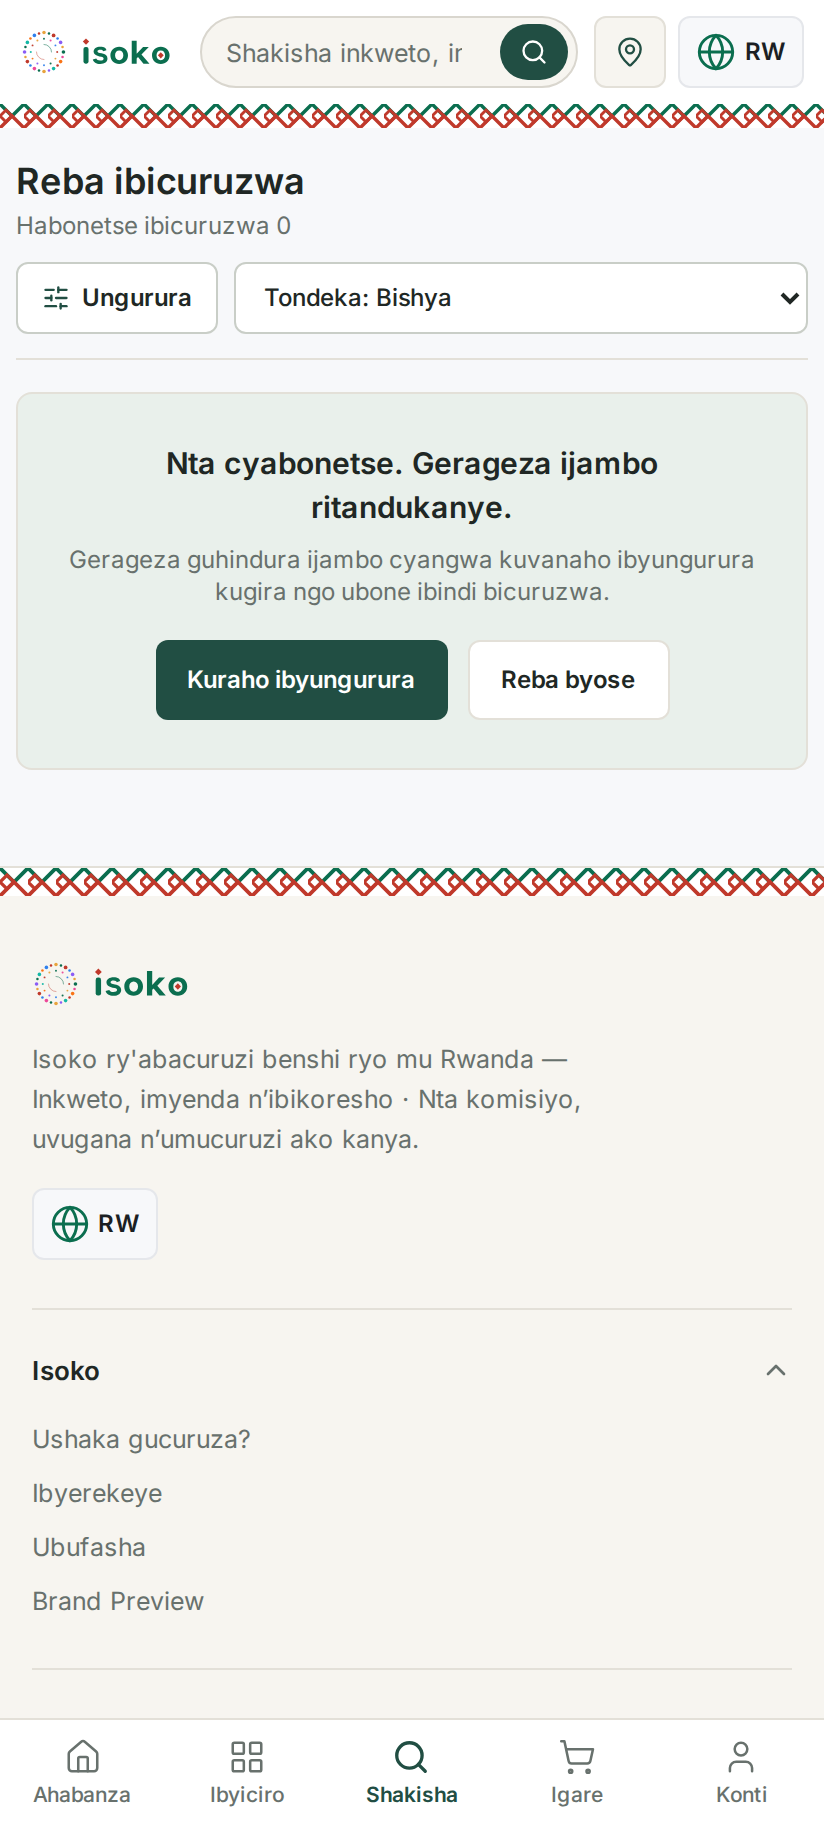 isoko
Shakisha inkweto, ir
RW
Reba ibicuruzwa
Habonetse ibicuruzwa 0
Ungurura
Tondeka: Bishya
Nta cyabonetse. Gerageza ijambo
ritandukanye.
Gerageza guhindura ijambo cyangwa kuvanaho ibyungurura
kugira ngo ubone ibindi bicuruzwa.
Kuraho ibyungurura
Reba byose
isoko
Isoko ry'abacuruzi benshi ryo mu Rwanda —
Inkweto, imyenda n’ibikoresho · Nta komisiyo,
uvugana n’umucuruzi ako kanya.
RW
Isoko
Ushaka gucuruza?
Ibyerekeye
Ubufasha
Brand Preview
Ahabanza
Ibyiciro
Shakisha
Igare
Konti